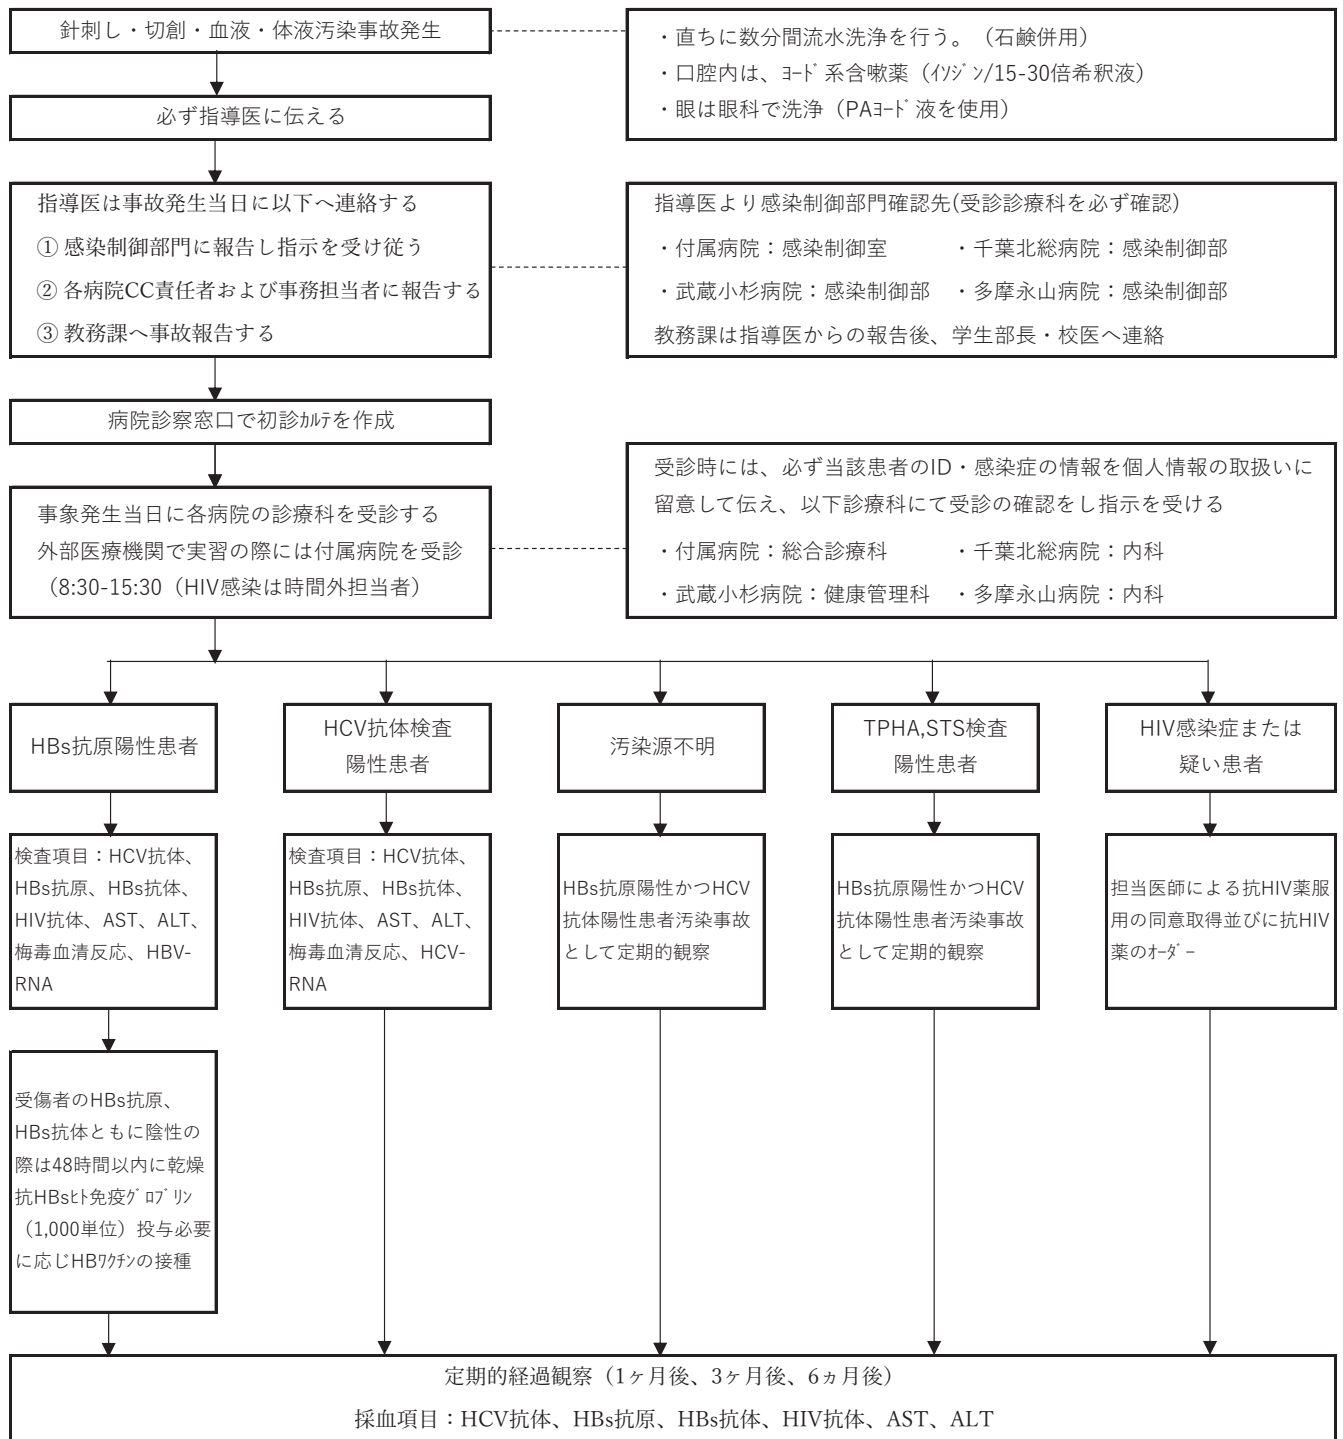 針刺し・切創・血液・体液汚染事故発生
・直ちに数分間流水洗浄を行う。（石鹸併用）
・口腔内は、ﾖｰﾄﾞ系含嗽薬（ｲｿｼﾞﾝ/15-30倍希釈液）
・眼は眼科で洗浄（PAﾖｰﾄﾞ液を使用）
必ず指導医に伝える
指導医は事故発生当日に以下へ連絡する
① 感染制御部門に報告し指示を受け従う
② 各病院CC責任者および事務担当者に報告する
③ 教務課へ事故報告する
指導医より感染制御部門確認先(受診診療科を必ず確認)
・付属病院：感染制御室　・千葉北総病院：感染制御部
・武蔵小杉病院：感染制御部　・多摩永山病院：感染制御部
教務課は指導医からの報告後、学生部長・校医へ連絡
病院診察窓口で初診ｶﾙﾃを作成
事象発生当日に各病院の診療科を受診する
外部医療機関で実習の際には付属病院を受診
（8:30-15:30（HIV感染は時間外担当者）
受診時には、必ず当該患者のID・感染症の情報を個人情報の取扱いに
留意して伝え、以下診療科にて受診の確認をし指示を受ける
・付属病院：総合診療科　・千葉北総病院：内科
・武蔵小杉病院：健康管理科　・多摩永山病院：内科
HBs抗原陽性患者
HCV抗体検査
陽性患者
汚染源不明
TPHA,STS検査
陽性患者
HIV感染症または
疑い患者
検査項目：HCV抗体、
HBs抗原、HBs抗体、
HIV抗体、AST、ALT、
梅毒血清反応、HBV-
RNA
検査項目：HCV抗体、
HBs抗原、HBs抗体、
HIV抗体、AST、ALT、
梅毒血清反応、HCV-
RNA
HBs抗原陽性かつHCV
抗体陽性患者汚染事故
として定期的観察
HBs抗原陽性かつHCV
抗体陽性患者汚染事故
として定期的観察
担当医師による抗HIV薬服
用の同意取得並びに抗HIV
薬のｵｰﾀﾞｰ
受傷者のHBs抗原、
HBs抗体ともに陰性の
際は48時間以内に乾燥
抗HBsﾋﾄ免疫ｸﾞﾛﾌﾞﾘﾝ
（1,000単位）投与必要
に応じHBﾜｸﾁﾝの接種
定期的経過観察（1ヶ月後、3ヶ月後、6ヵ月後）
採血項目：HCV抗体、HBs抗原、HBs抗体、HIV抗体、AST、ALT